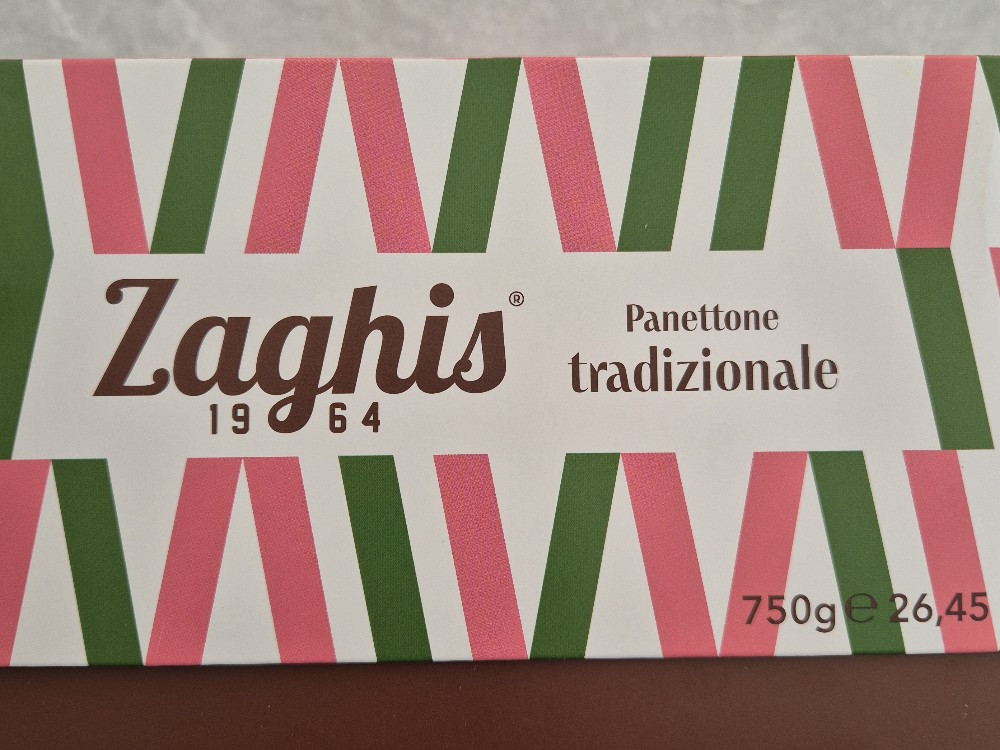 Zaghis®
1964
Panettone
tradizionale
750g ℮ 26,45